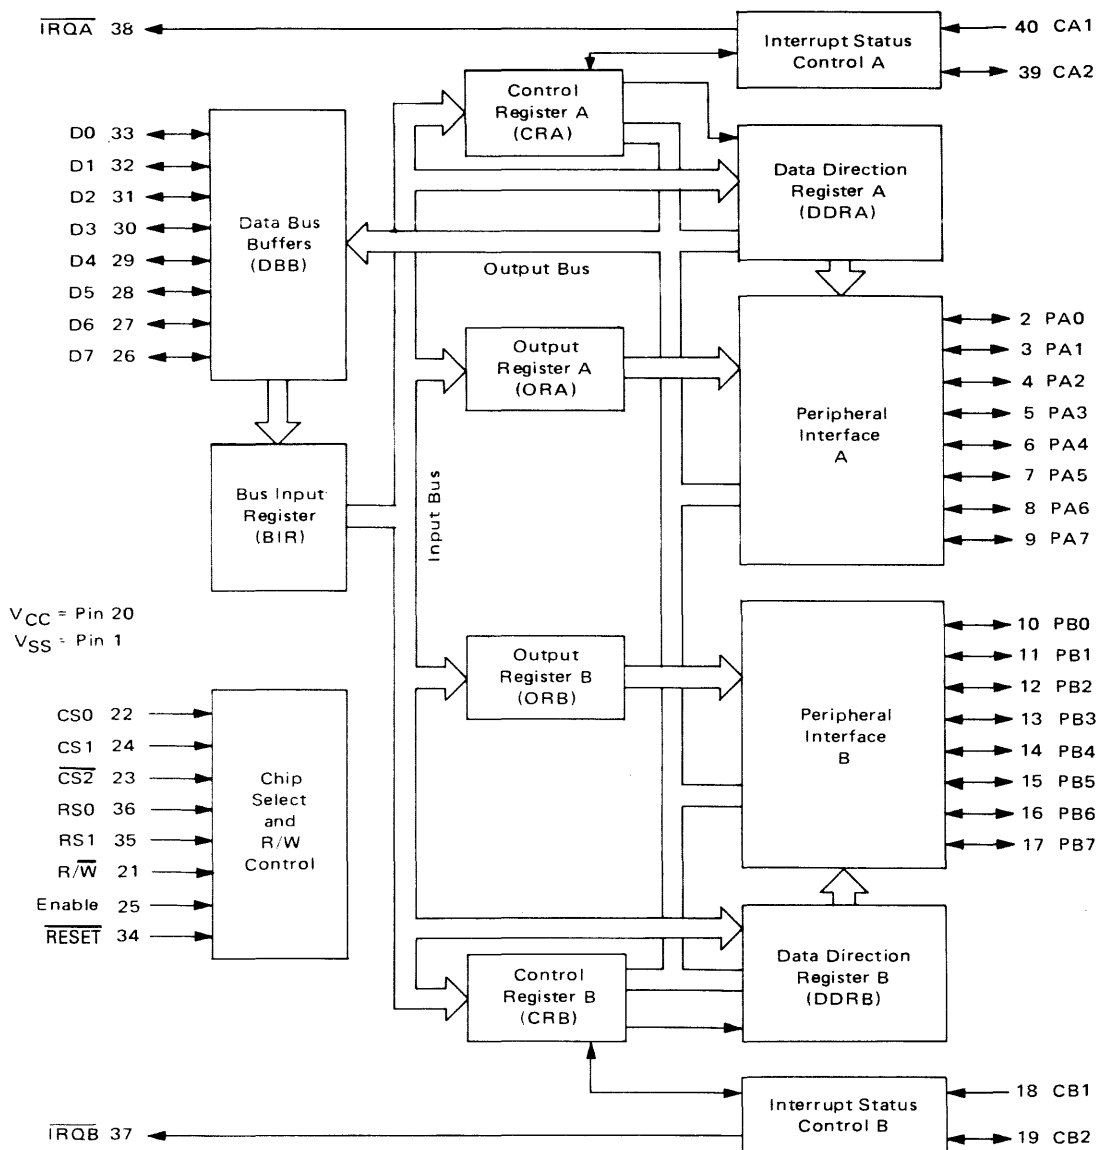 IRQA 38
Interrupt Status
Control A
40 CA1
39 CA2
Control
Register A
(CRA)
D0 33
D1 32
D2 31
D3 30
D4 29
D5 28
D6 27
D7 26
Data Bus
Buffers
(DBB)
Data Direction
Register A
(DDRA)
Output Bus
Output
Register A
(ORA)
Peripheral
Interface
A
2 PA0
3 PA1
4 PA2
5 PA3
6 PA4
7 PA5
8 PA6
9 PA7
Bus Input
Register
(BIR)
Input Bus
VCC = Pin 20
VSS = Pin 1
Output
Register B
(ORB)
Peripheral
Interface
B
10 PB0
11 PB1
12 PB2
13 PB3
14 PB4
15 PB5
16 PB6
17 PB7
CS0 22
CS1 24
CS2 23
RS0 36
RS1 35
R/W 21
Enable 25
RESET 34
Chip
Select
and
R/W
Control
Control
Register B
(CRB)
Data Direction
Register B
(DDRB)
Interrupt Status
Control B
18 CB1
19 CB2
IRQB 37